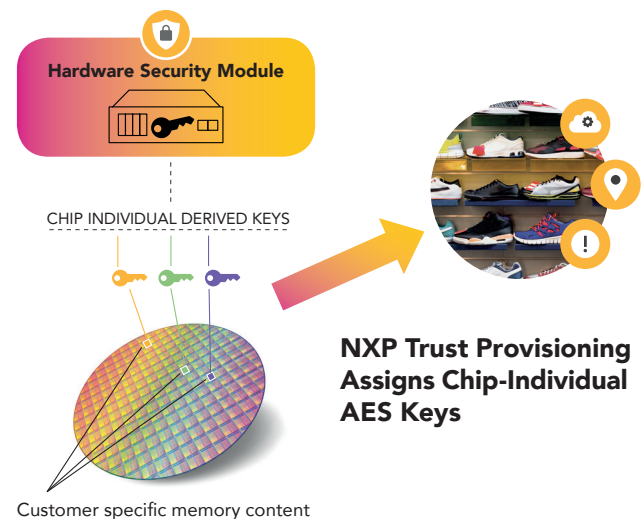 Hardware Security Module
CHIP INDIVIDUAL DERIVED KEYS
NXP Trust Provisioning
Assigns Chip-Individual
AES Keys
Customer specific memory content